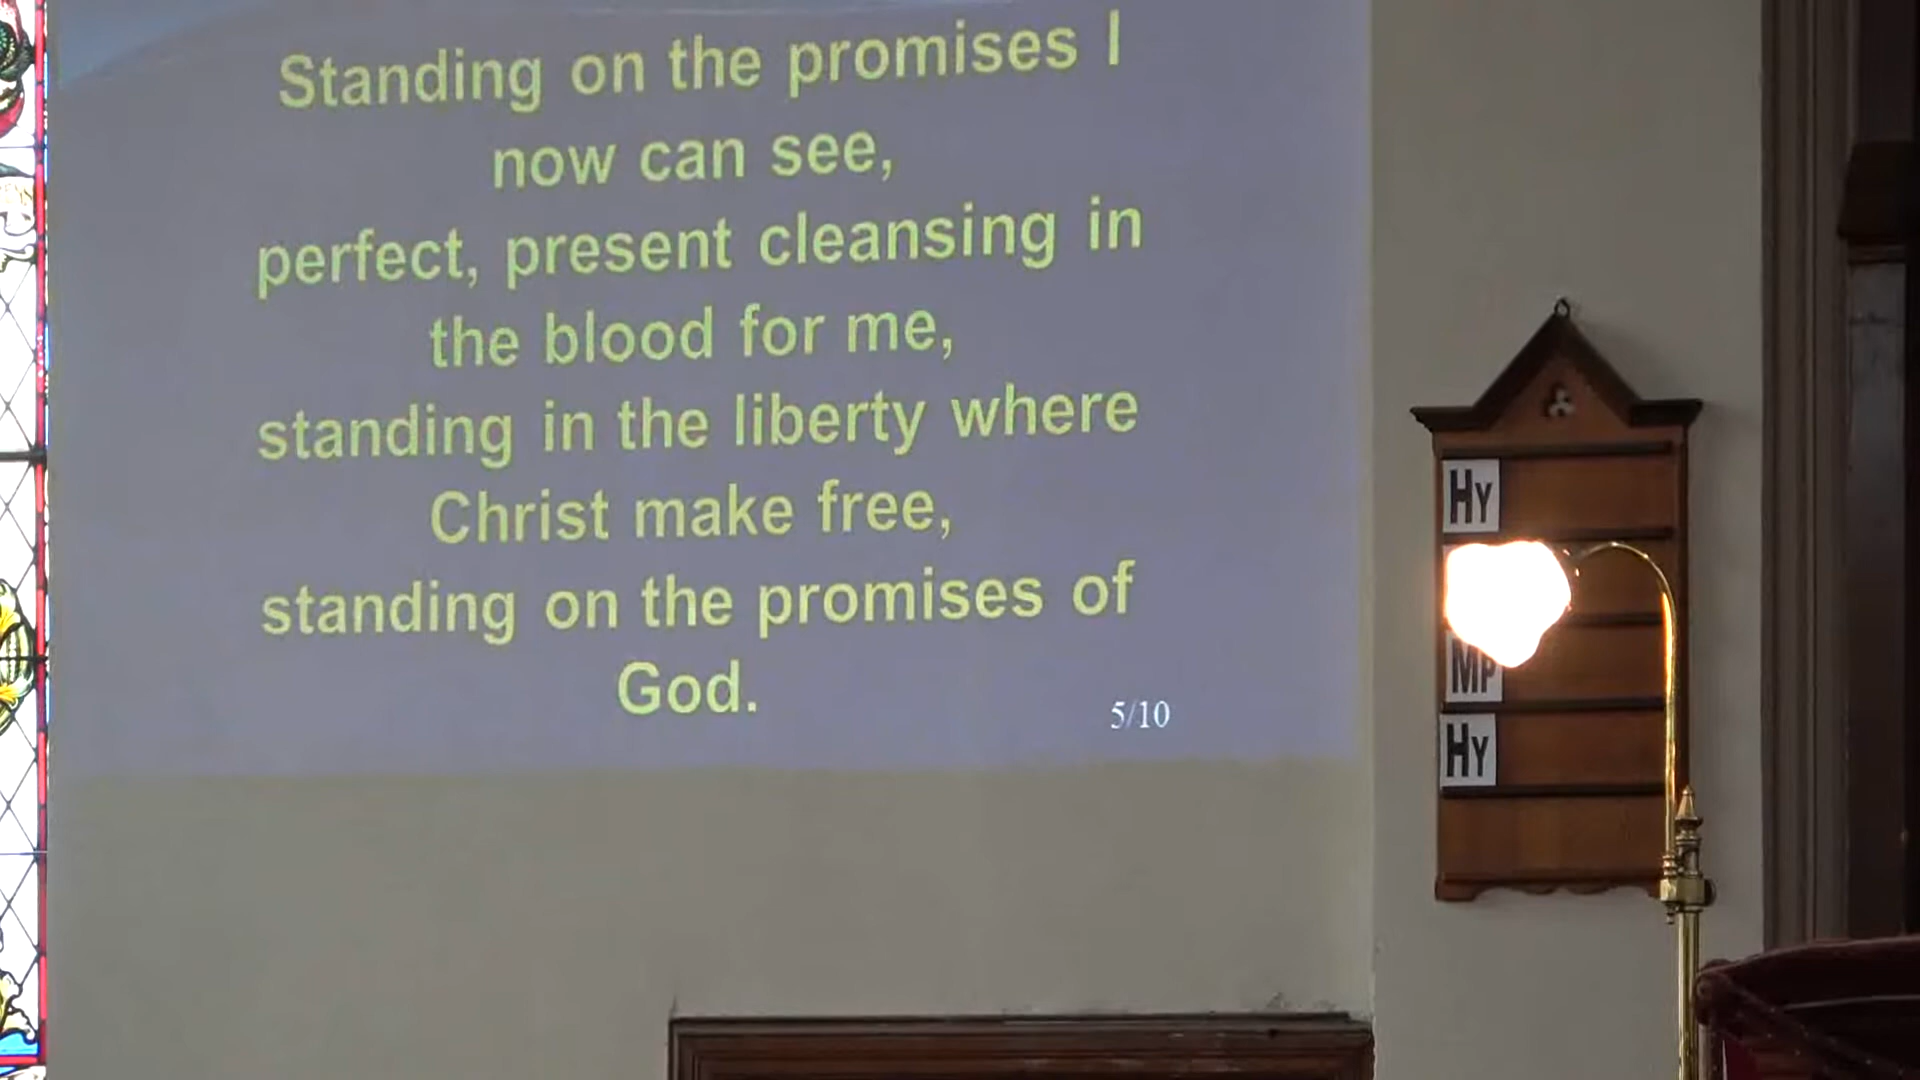 Standing on the promises I
now can see,
perfect, present cleansing in
the blood for me,
standing in the liberty where
Christ make free,
standing on the promises of
God.
5/10
HY
MP
HY